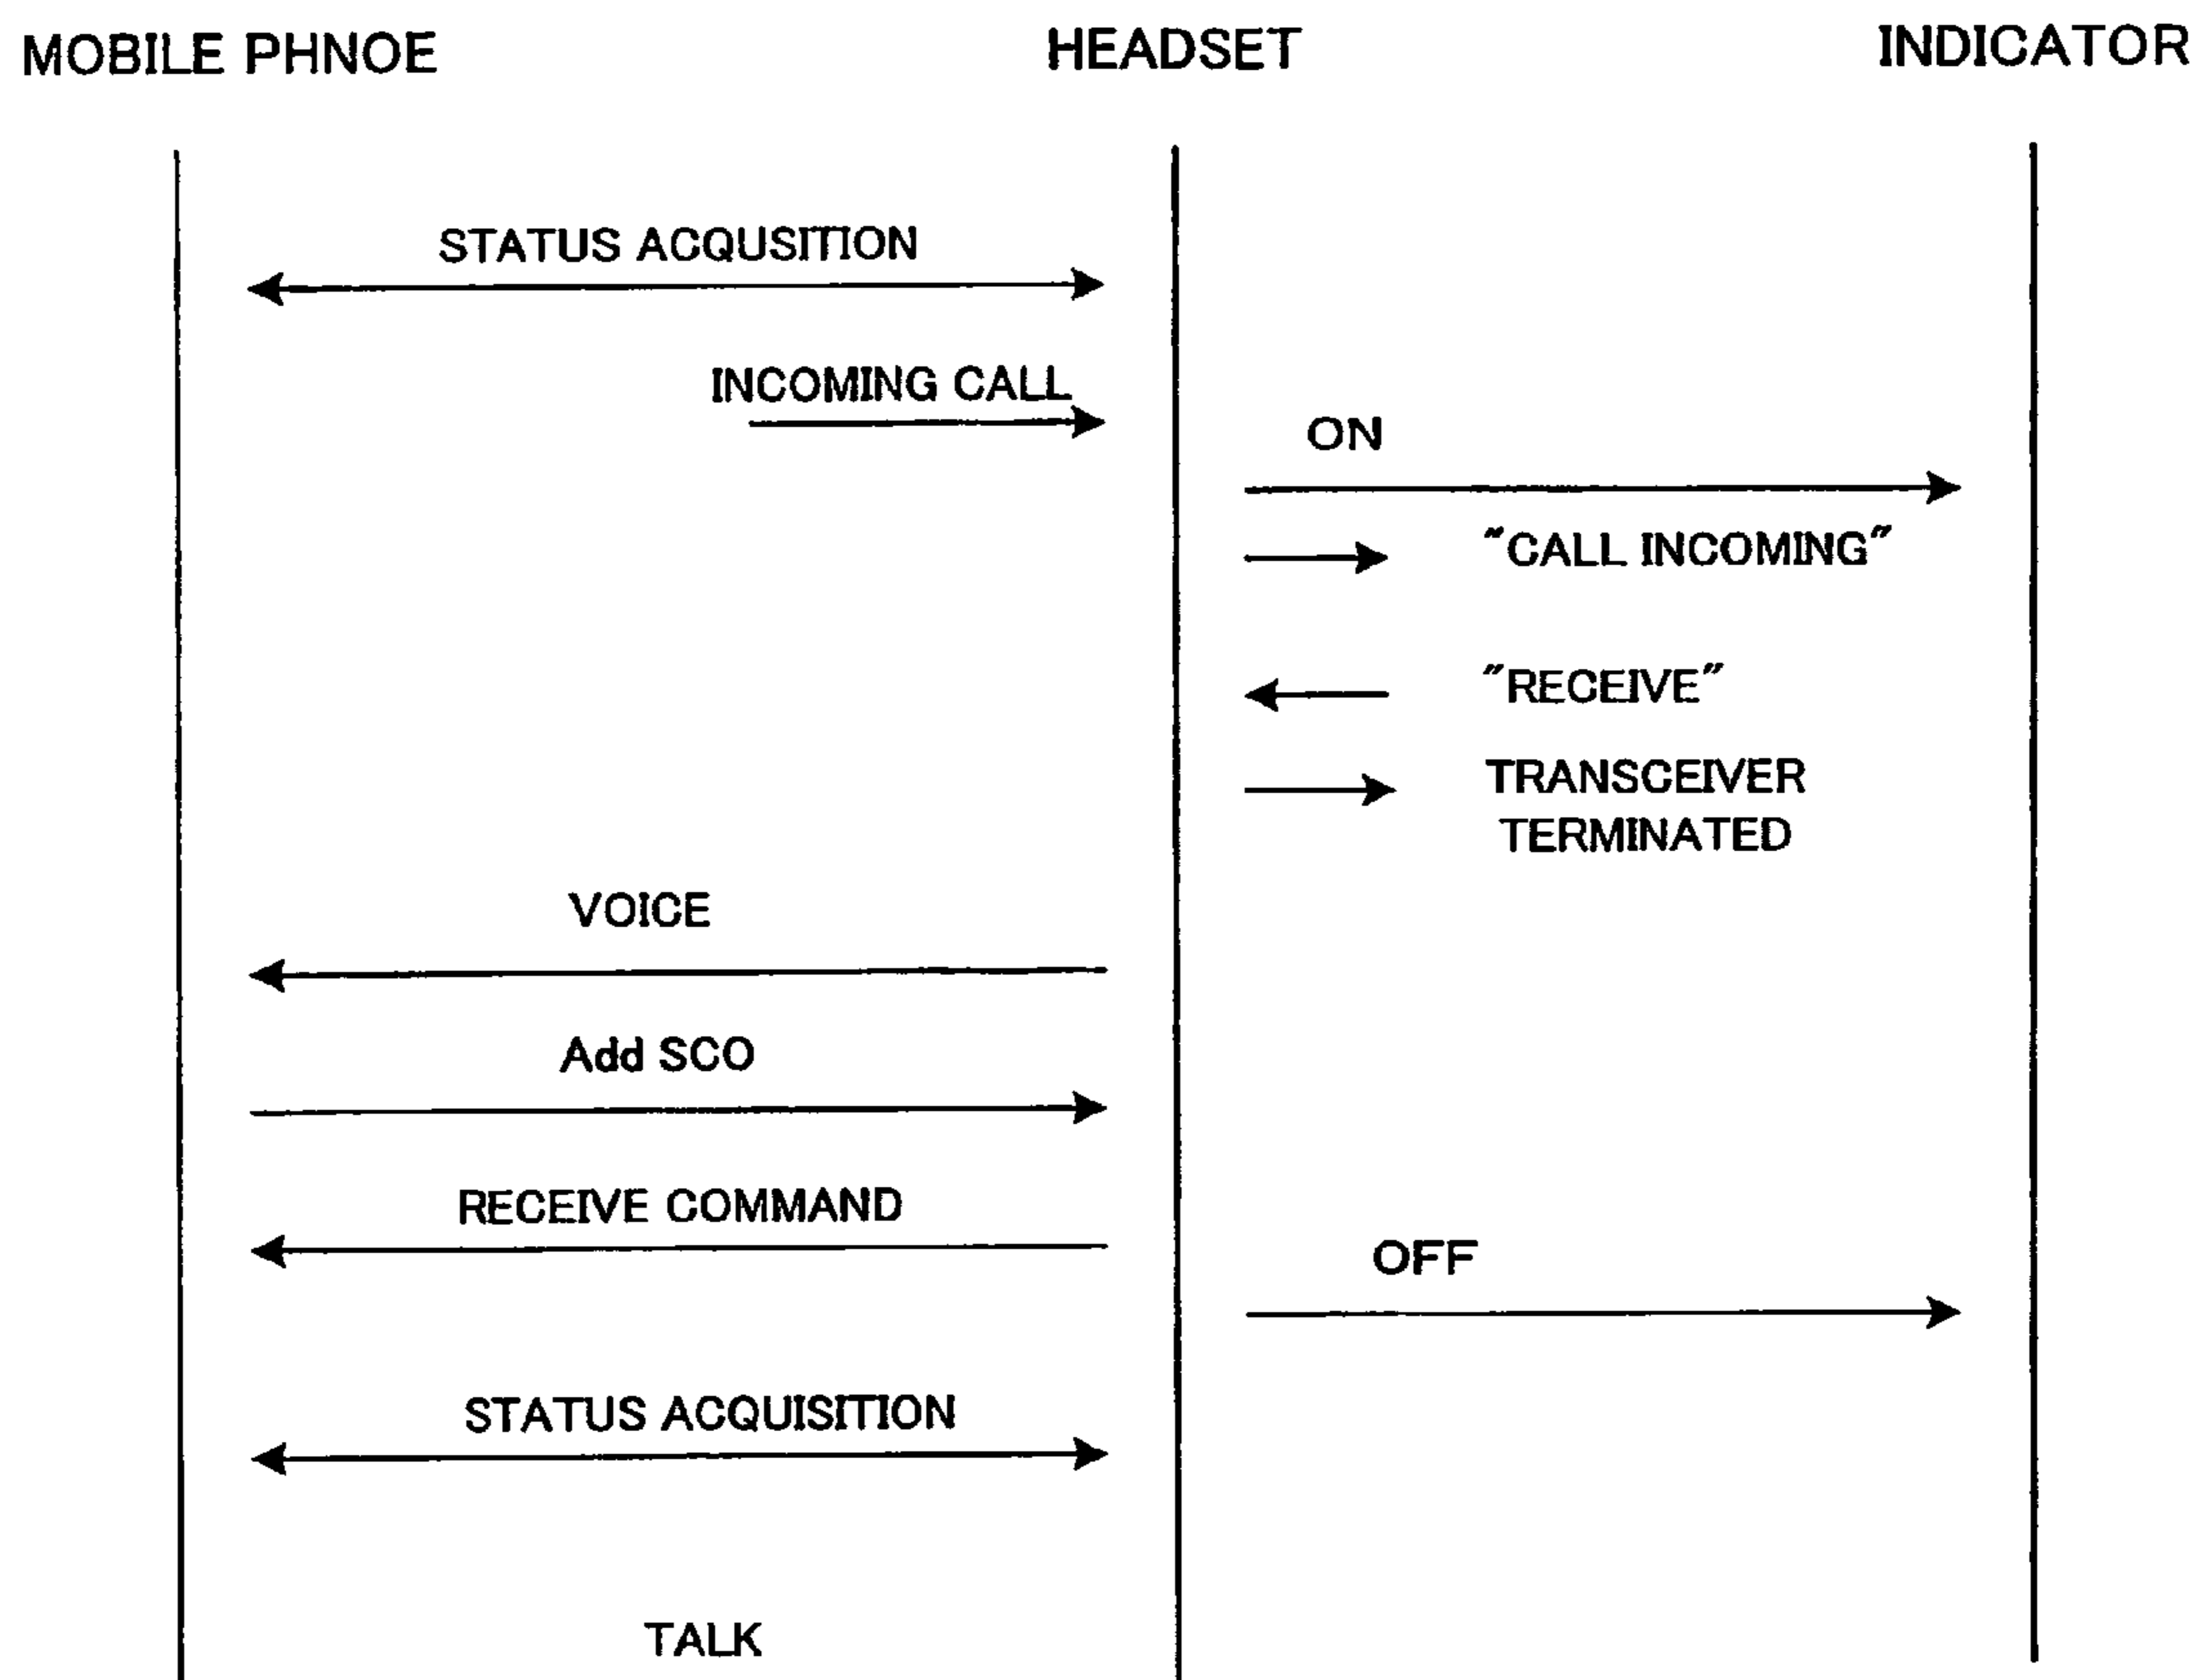 MOBILE PHNOE
HEADSET
INDICATOR
STATUS ACQUSITION
INCOMING CALL
ON
"CALL INCOMING"
"RECEIVE"
TRANSCEIVER
TERMINATED
VOICE
Add SCO
RECEIVE COMMAND
OFF
STATUS ACQUISITION
TALK